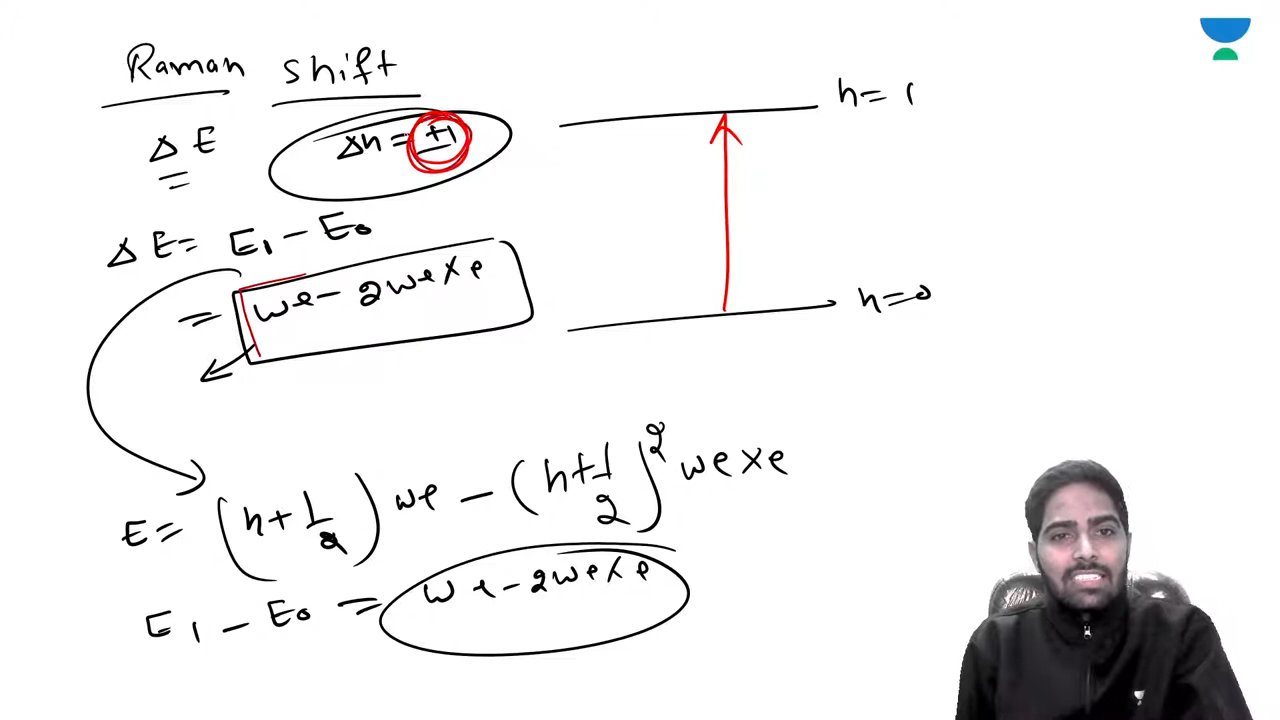 Raman shift
ΔE Δn = ±1
ΔE = E₁ - E₀
= we - 2wexe
n = 1
n = 0
E = (n + 1/2) we - (n + 1/2)² wexe
E₁ - E₀ = we - 2wexe